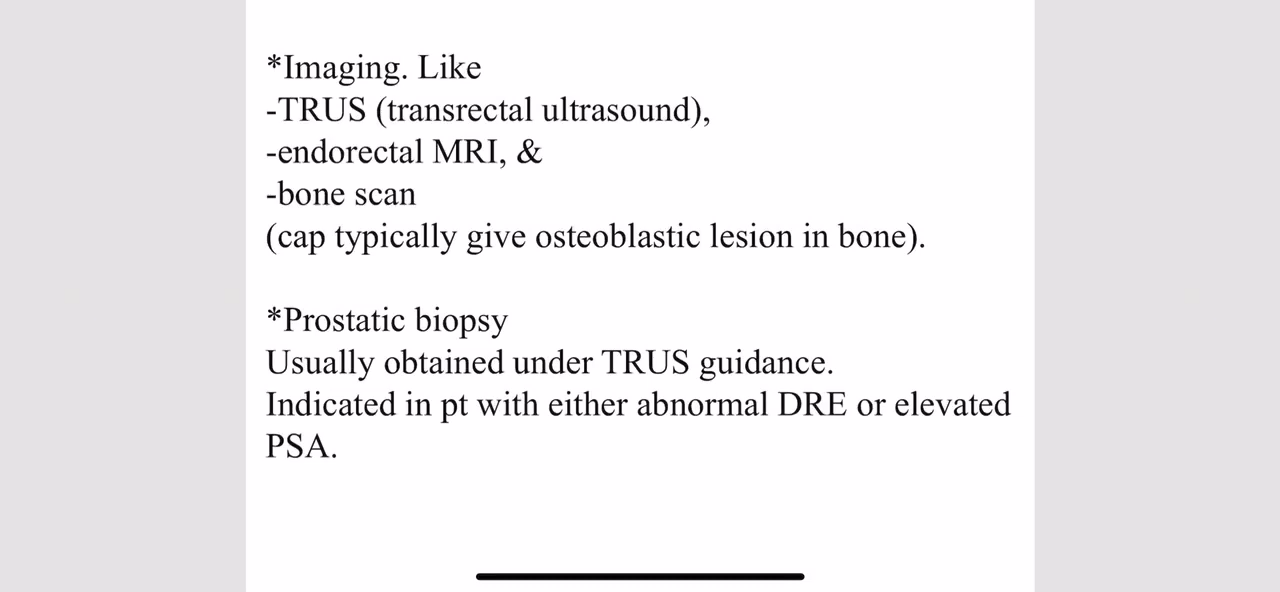 *Imaging. Like
-TRUS (transrectal ultrasound),
-endorectal MRI, &
-bone scan
(cap typically give osteoblastic lesion in bone).
*Prostatic biopsy
Usually obtained under TRUS guidance.
Indicated in pt with either abnormal DRE or elevated
PSA.